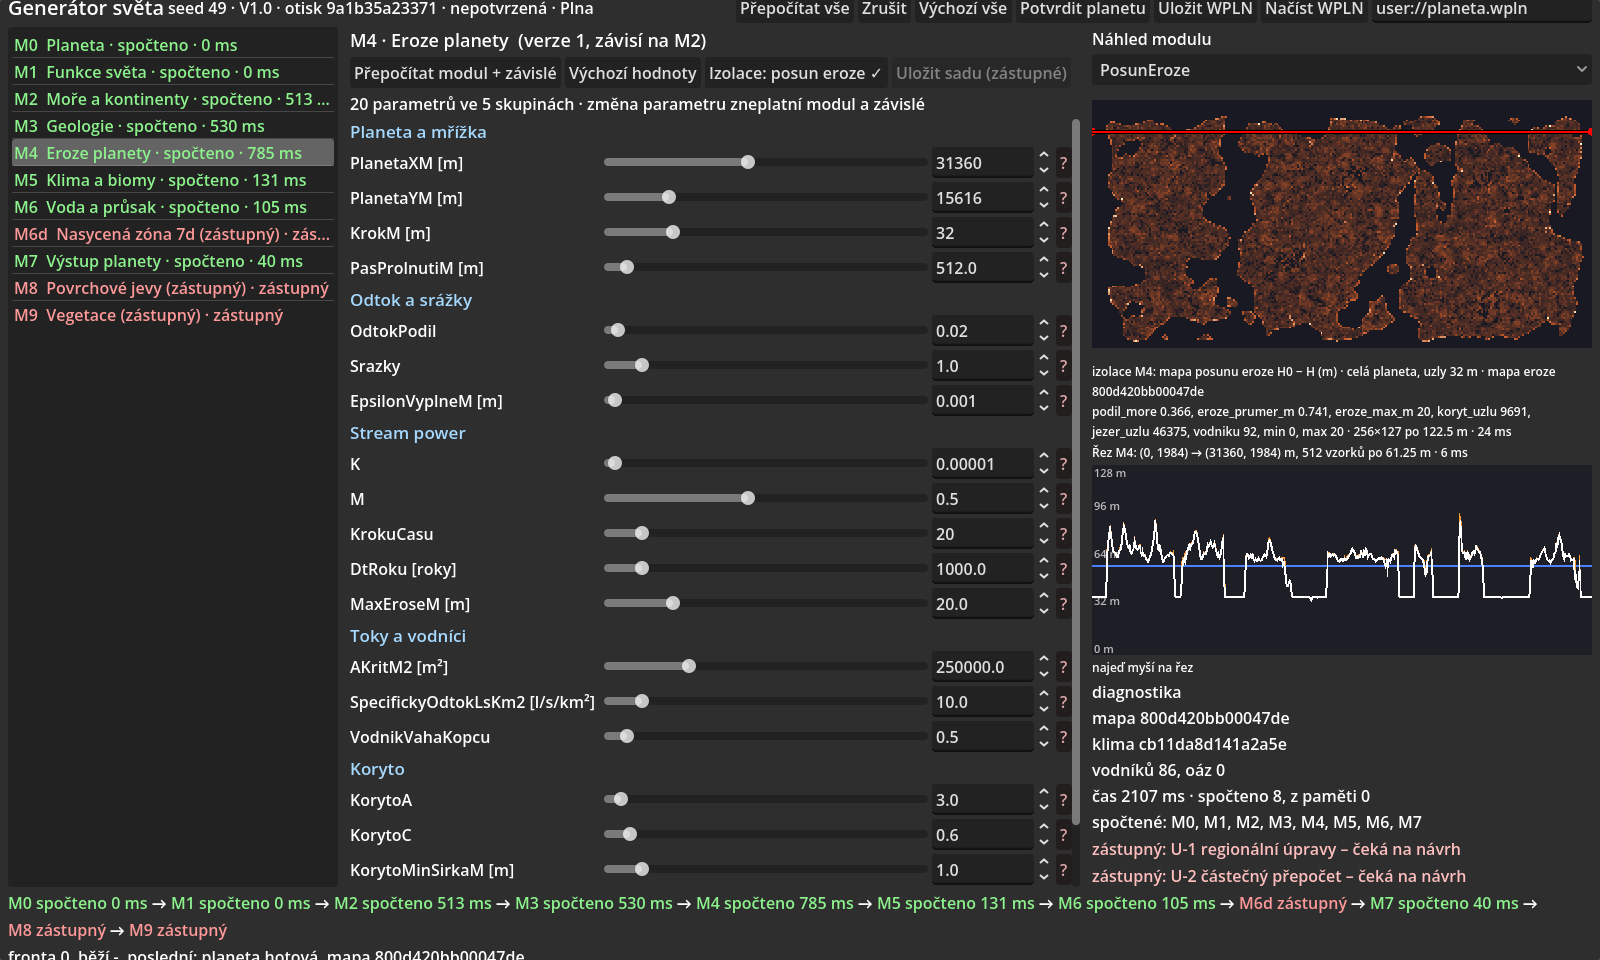 Generátor světa seed 49 · V1.0 · otisk 9a1b35a23371 · nepotvrzená · Plna
Přepočítat vše Zrušit Výchozí vše Potvrdit planetu Uložit WPLN Načíst WPLN user://planeta.wpln
M0 Planeta · spočteno · 0 ms
M1 Funkce světa · spočteno · 0 ms
M2 Moře a kontinenty · spočteno · 513 ...
M3 Geologie · spočteno · 530 ms
M4 Eroze planety · spočteno · 785 ms
M5 Klima a biomy · spočteno · 131 ms
M6 Voda a průsak · spočteno · 105 ms
M6d Nasycená zóna 7d (zástupný) · zás...
M7 Výstup planety · spočteno · 40 ms
M8 Povrchové jevy (zástupný) · zástupný
M9 Vegetace (zástupný) · zástupný
M4 · Eroze planety (verze 1, závisí na M2)
Přepočítat modul + závislé Výchozí hodnoty Izolace: posun eroze ✓ Uložit sadu (zástupné)
20 parametrů ve 5 skupinách · změna parametru zneplatní modul a závislé
Planeta a mřížka
PlanetaXM [m] 31360 ?
PlanetaYM [m] 15616 ?
KrokM [m] 32 ?
PasProlnutiM [m] 512.0 ?
Odtok a srážky
OdtokPodil 0.02 ?
Srazky 1.0 ?
EpsilonVyplneM [m] 0.001 ?
Stream power
K 0.00001 ?
M 0.5 ?
KrokuCasu 20 ?
DtRoku [roky] 1000.0 ?
MaxEroseM [m] 20.0 ?
Toky a vodníci
AKritM2 [m²] 250000.0 ?
SpecifickyOdtokLsKm2 [l/s/km²] 10.0 ?
VodnikVahaKopcu 0.5 ?
Koryto
KorytoA 3.0 ?
KorytoC 0.6 ?
KorytoMinSirkaM [m] 1.0 ?
Náhled modulu
PosunEroze
izolace M4: mapa posunu eroze H0 − H (m) · celá planeta, uzly 32 m · mapa eroze
800d420bb00047de
podil_more 0.366, eroze_prumer_m 0.741, eroze_max_m 20, koryt_uzlu 9691,
jezer_uzlu 46375, vodniku 92, min 0, max 20 · 256×127 po 122.5 m · 24 ms
Řez M4: (0, 1984) → (31360, 1984) m, 512 vzorků po 61.25 m · 6 ms
128 m
96 m
64 m
32 m
0 m
najeď myší na řez
diagnostika
mapa 800d420bb00047de
klima cb11da8d141a2a5e
vodníků 86, oáz 0
čas 2107 ms · spočteno 8, z paměti 0
spočtené: M0, M1, M2, M3, M4, M5, M6, M7
zástupný: U-1 regionální úpravy – čeká na návrh
zástupný: U-2 částečný přepočet – čeká na návrh
M0 spočteno 0 ms → M1 spočteno 0 ms → M2 spočteno 513 ms → M3 spočteno 530 ms → M4 spočteno 785 ms → M5 spočteno 131 ms → M6 spočteno 105 ms → M6d zástupný → M7 spočteno 40 ms →
M8 zástupný → M9 zástupný
fronta 0, běží -, poslední: planeta hotová, mapa 800d420bb00047de